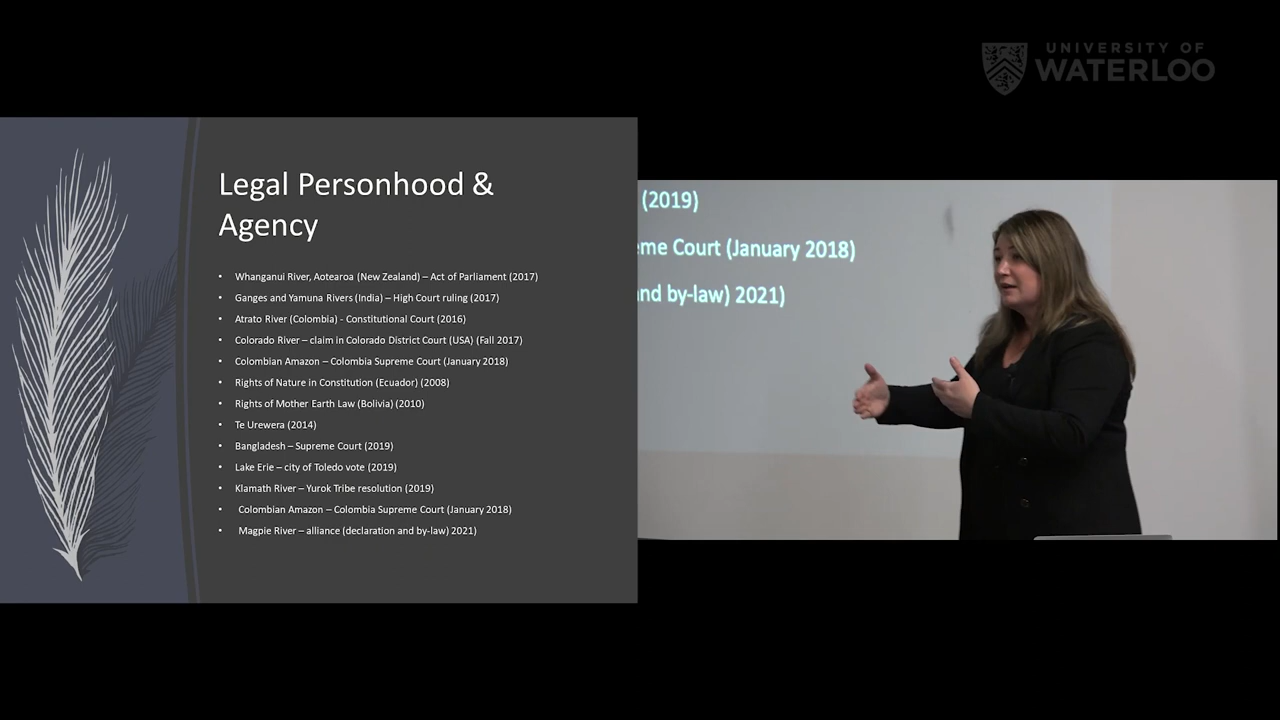 UNIVERSITY OF
WATERLOO
Legal Personhood &
Agency
• Whanganui River, Aotearoa (New Zealand) – Act of Parliament (2017)
• Ganges and Yamuna Rivers (India) – High Court ruling (2017)
• Atrato River (Colombia) - Constitutional Court (2016)
• Colorado River – claim in Colorado District Court (USA) (Fall 2017)
• Colombian Amazon – Colombia Supreme Court (January 2018)
• Rights of Nature in Constitution (Ecuador) (2008)
• Rights of Mother Earth Law (Bolivia) (2010)
• Te Urewera (2014)
• Bangladesh – Supreme Court (2019)
• Lake Erie – city of Toledo vote (2019)
• Klamath River – Yurok Tribe resolution (2019)
• Colombian Amazon – Colombia Supreme Court (January 2018)
• Magpie River – alliance (declaration and by-law) 2021)
(2019)
eme Court (January 2018)
nd by-law) 2021)